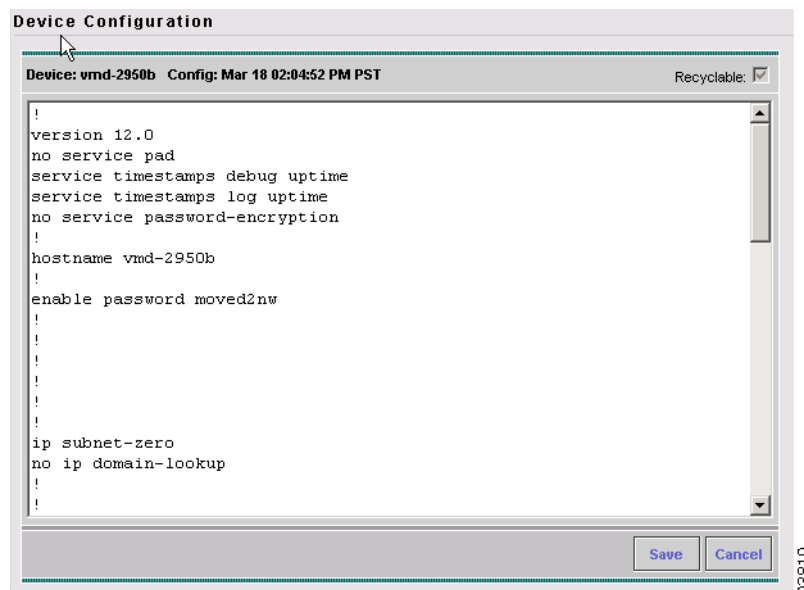 Device Configuration
Device: vmd-2950b Config: Mar 18 02:04:52 PM PST
Recyclable:
!
version 12.0
no service pad
service timestamps debug uptime
service timestamps log uptime
no service password-encryption
!
hostname vmd-2950b
!
enable password moved2nw
!
!
!
!
!
!
ip subnet-zero
no ip domain-lookup
!
!
Save
Cancel